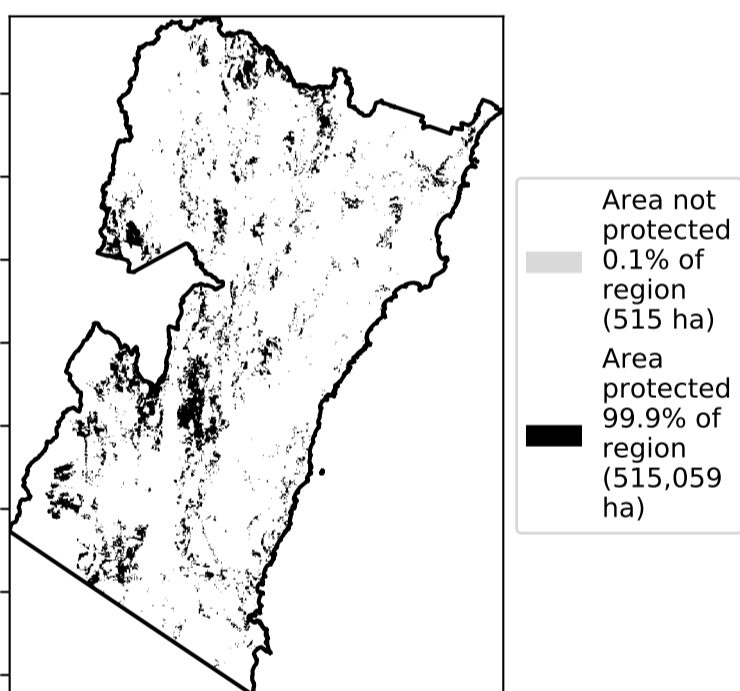 Area not
protected
0.1% of
region
(515 ha)
Area
protected
99.9% of
region
(515,059
ha)